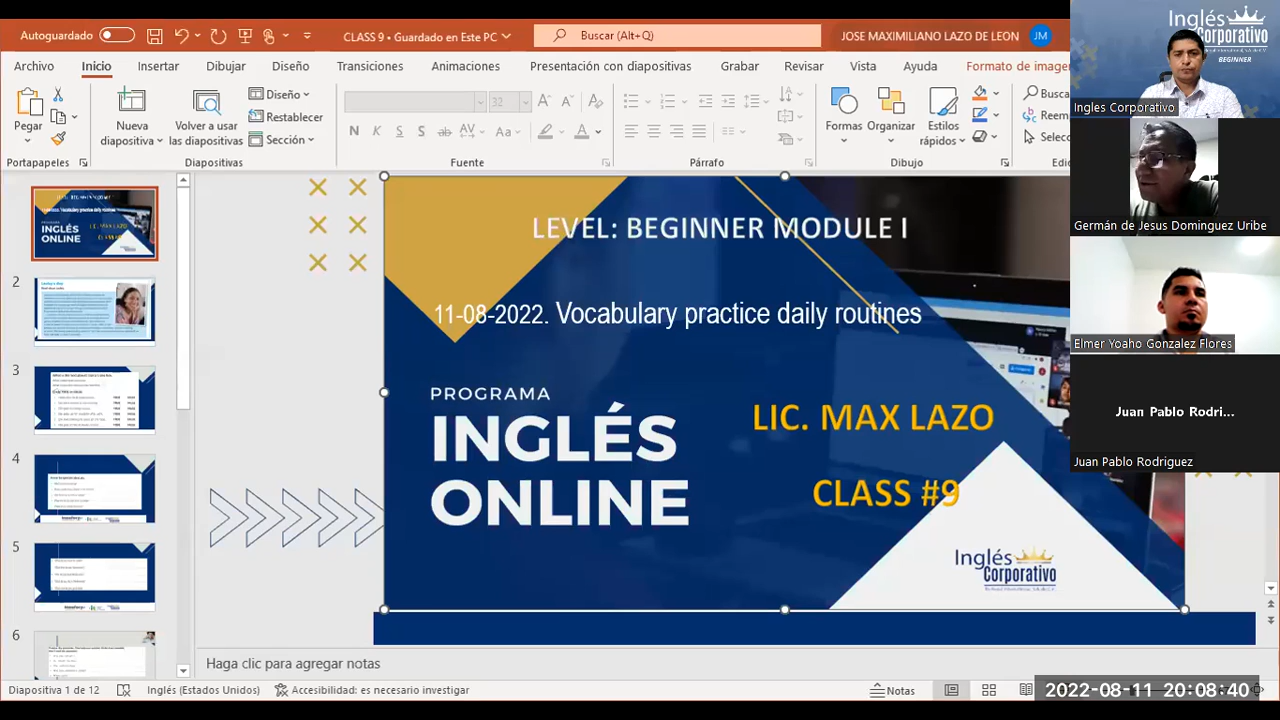 Autoguardado
CLASS 9 • Guardado en Este PC
Buscar (Alt+Q)
JOSE MAXIMILIANO LAZO DE LEON
JM
Archivo
Inicio
Insertar
Dibujar
Diseño
Transiciones
Animaciones
Presentación con diapositivas
Grabar
Revisar
Vista
Ayuda
Formato de imagen
Pegar
Nueva
diapositiva
Volver a usar
las diapositivas
Diseño
Restablecer
Sección
32
N
K
S
S
ab
AV
Aa
A
Formas
Organizar
Estilos
rápidos
Busca
Reem
Selec
Portapapeles
Diapositivas
Fuente
Párrafo
Dibujo
Edi
2
3
4
5
6
LEVEL: BEGINNER MODULE I
11-08-2022. Vocabulary practice daily routines
PROGRAMA
INGLÉS
ONLINE
LIC. MAX LAZO
CLASS #9
Inglés
Corporativo
Haga clic para agregar notas
Diapositiva 1 de 12
Inglés (Estados Unidos)
Accesibilidad: es necesario investigar
Notas
2022-08-11 20:08:40
Inglés
Corporativo
BEGINNER
Ingles Corporativo
Germán de Jesus Dominguez Uribe
Elmer Yoaho Gonzalez Flores
Juan Pablo Rodri...
Juan Pablo Rodriguez